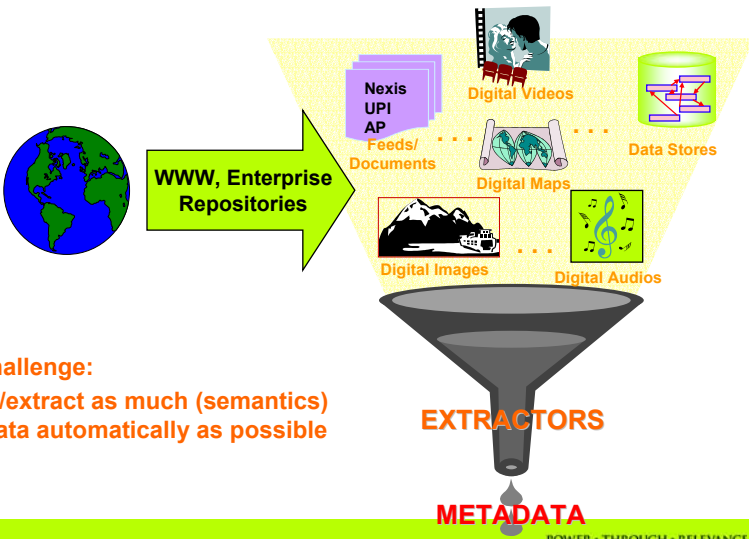 Nexis
UPI
AP
Feeds/
Documents
. . .
Digital Videos
. . .
Data Stores
Digital Maps
WWW, Enterprise
Repositories
Digital Images
. . .
Digital Audios
hallenge:
/extract as much (semantics)
ata automatically as possible
EXTRACTORS
METADATA
POWER • THROUGH • RELEVANCE